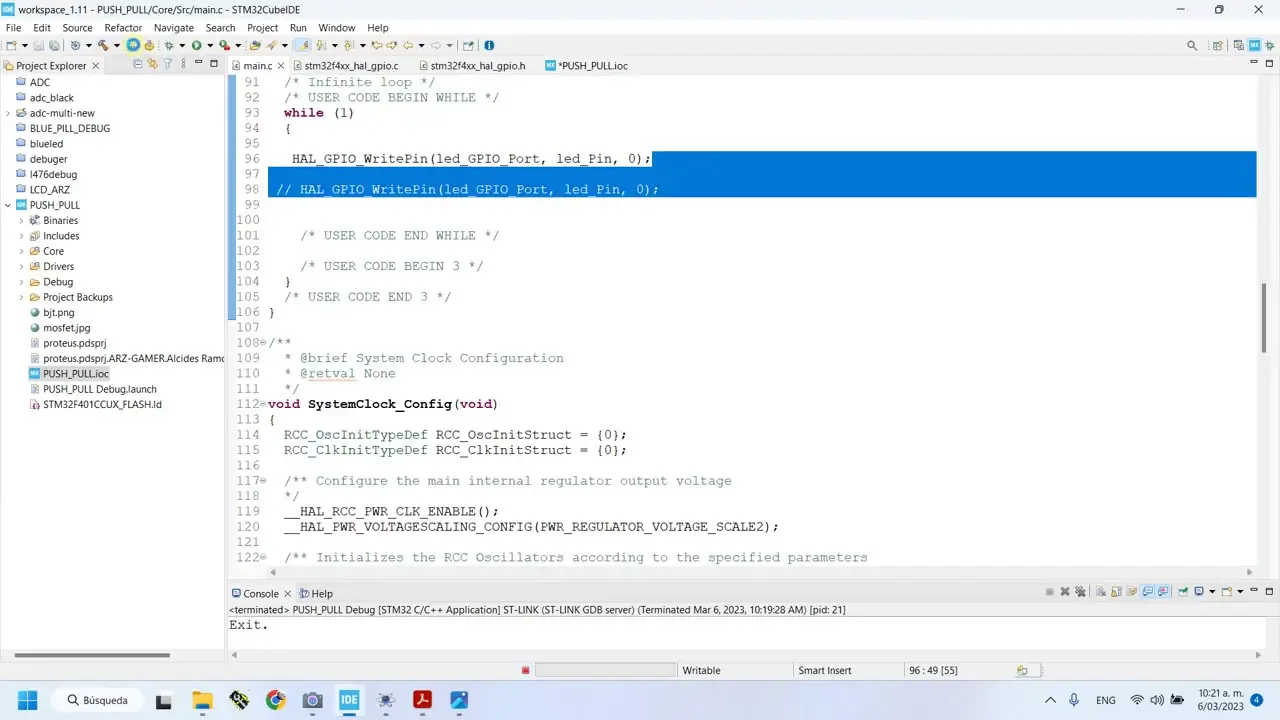 IDE workspace_1.11 - PUSH_PULL/Core/Src/main.c - STM32CubeIDE
File Edit Source Refactor Navigate Search Project Run Window Help
Project Explorer
main.c stm32f4xx_hal_gpio.c stm32f4xx_hal_gpio.h *PUSH_PULL.ioc
ADC
adc_black
adc-multi-new
BLUE_PILL_DEBUG
blueled
debuger
l476debug
LCD_ARZ
PUSH_PULL
Binaries
Includes
Core
Drivers
Debug
Project Backups
bjt.png
mosfet.jpg
proteus.pdsprj
proteus.pdsprj.ARZ-GAMER.Alcides Ramo
PUSH_PULL.ioc
PUSH_PULL Debug.launch
STM32F401CCUX_FLASH.ld
91 /* Infinite loop */
92 /* USER CODE BEGIN WHILE */
93 while (1)
94 {
95
96 HAL_GPIO_WritePin(led_GPIO_Port, led_Pin, 0);
97
98 // HAL_GPIO_WritePin(led_GPIO_Port, led_Pin, 0);
99
100
101 /* USER CODE END WHILE */
102
103 /* USER CODE BEGIN 3 */
104 }
105 /* USER CODE END 3 */
106 }
107
108 /**
109 * @brief System Clock Configuration
110 * @retval None
111 */
112 void SystemClock_Config(void)
113 {
114 RCC_OscInitTypeDef RCC_OscInitStruct = {0};
115 RCC_ClkInitTypeDef RCC_ClkInitStruct = {0};
116
117 /** Configure the main internal regulator output voltage
118 */
119 __HAL_RCC_PWR_CLK_ENABLE();
120 __HAL_PWR_VOLTAGESCALING_CONFIG(PWR_REGULATOR_VOLTAGE_SCALE2);
121
122 /** Initializes the RCC Oscillators according to the specified parameters
Console Help
<terminated> PUSH_PULL Debug [STM32 C/C++ Application] ST-LINK (ST-LINK GDB server) (Terminated Mar 6, 2023, 10:19:28 AM) [pid: 21]
Exit.
Writable Smart Insert 96 : 49 [55]
Búsqueda IDE ENG 10:21 a. m.
6/03/2023 4